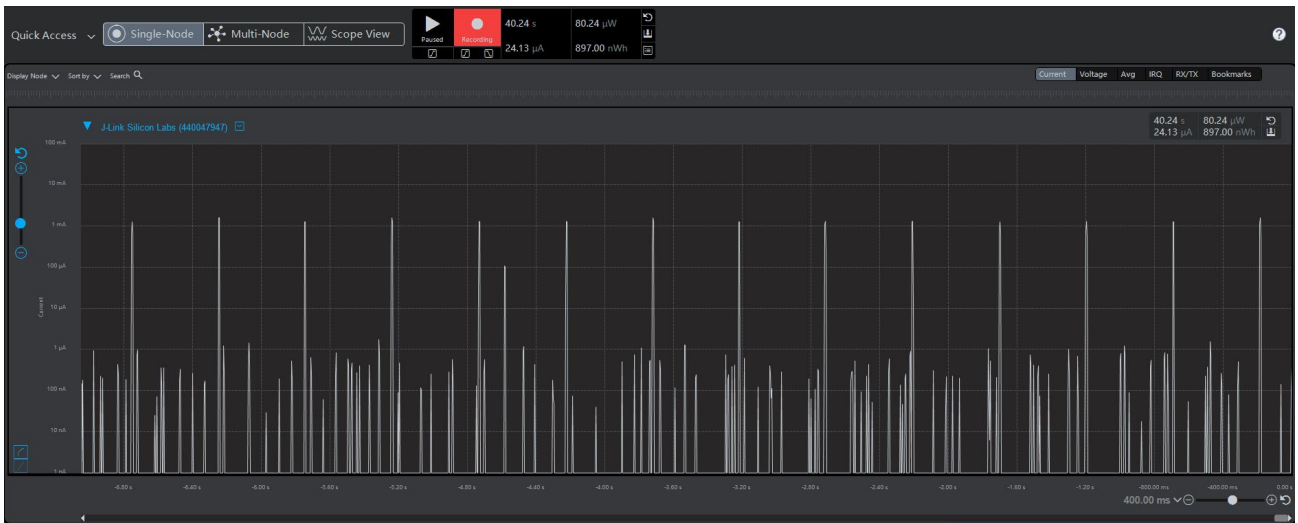 Quick Access
Single-Node
Multi-Node
Scope View
Paused
Recording
40.24 s
80.24 µW
24.13 µA
897.00 nWh
?
Display Node
Sort by
Search
Current
Voltage
Avg
IRQ
RX/TX
Bookmarks
J-Link Silicon Labs (440047947)
40.24 s 80.24 µW
24.13 µA 897.00 nWh
100 mA
10 mA
1 mA
100 µA
10 µA
1 µA
100 nA
10 nA
1 nA
Current
-6.40 s
-6.00 s
-5.60 s
-5.20 s
-4.80 s
-4.40 s
-4.00 s
-3.60 s
-3.20 s
-2.80 s
-2.40 s
-2.00 s
-1.60 s
-1.20 s
-800.00 ms
-400.00 ms
0.00 s
400.00 ms